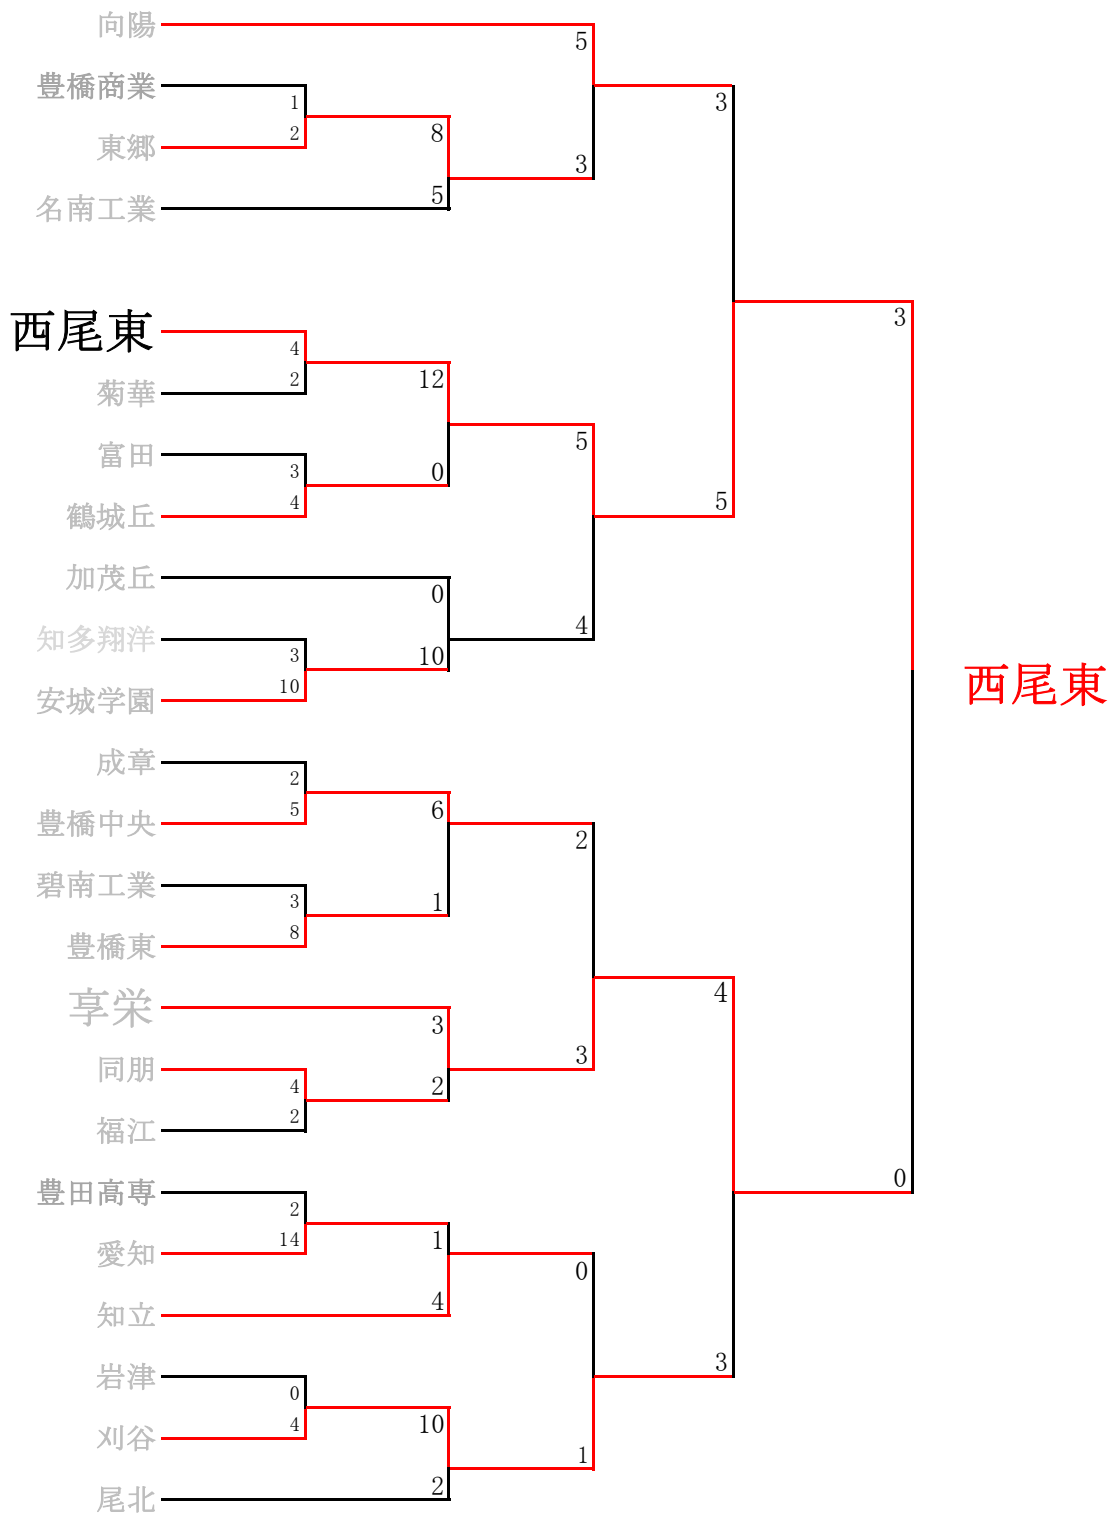 向陽
5
豊橋商業
3
1
東郷
2
8
3
名南工業
5
西尾東
3
4
菊華
2
12
富田
5
3
0
鶴城丘
4
5
加茂丘
0
4
知多翔洋
3
10
安城学園
10
西尾東
成章
2
豊橋中央
5
6
2
碧南工業
3
1
豊橋東
8
享栄
4
3
同朋
3
4
2
福江
2
豊田高専
0
2
愛知
14
1
0
知立
4
岩津
3
0
刈谷
4
10
1
尾北
2